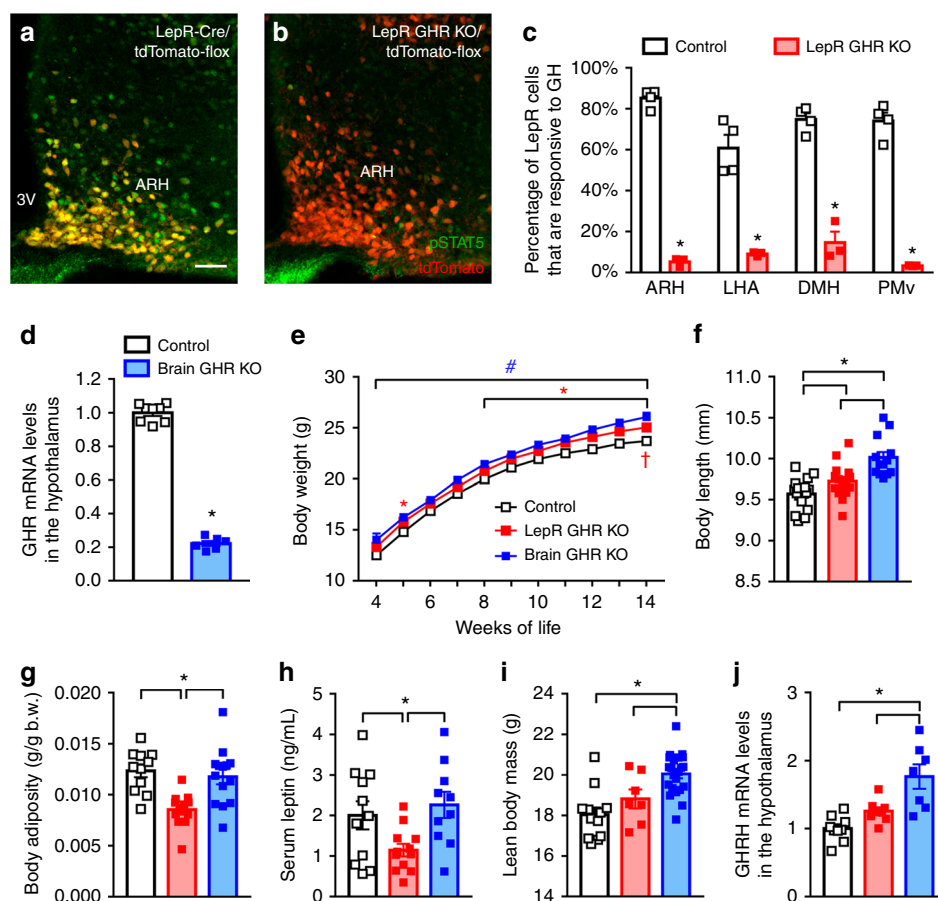 a
LepR-Cre/
tdTomato-flox
3V
ARH
b
LepR GHR KO/
tdTomato-flox
ARH
pSTAT5
tdTomato
c
Control
LepR GHR KO
Percentage of LepR cells
that are responsive to GH
100%
80%
60%
40%
20%
0%
*
*
*
*
ARH
LHA
DMH
PMv
d
Control
Brain GHR KO
GHR mRNA levels
in the hypothalamus
1.2
1.0
0.8
0.6
0.4
0.2
0.0
*
e
Body weight (g)
30
25
20
15
10
#
*
*
†
Control
LepR GHR KO
Brain GHR KO
4
6
8
10
12
14
Weeks of life
f
Body length (mm)
11.0
10.5
10.0
9.5
9.0
8.5
*
g
Body adiposity (g/g b.w.)
0.020
0.015
0.010
0.005
0.000
*
h
Serum leptin (ng/mL)
5
4
3
2
1
0
*
i
Lean body mass (g)
24
22
20
18
16
14
*
j
GHRH mRNA levels
in the hypothalamus
3
2
1
0
*